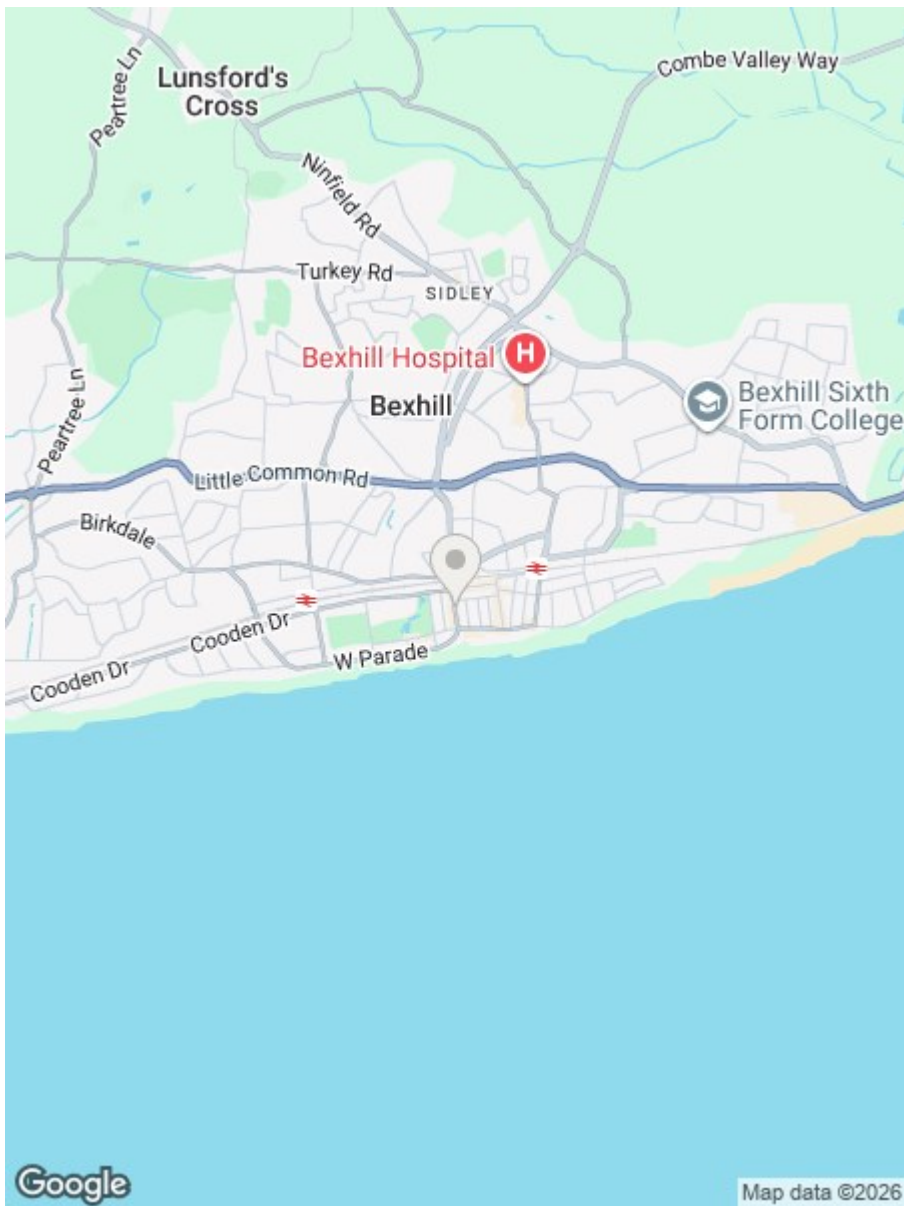 Combe Valley Way
Lunsford's
Cross
Peartree Ln
Ninfield Rd
Turkey Rd
SIDLEY
Bexhill Hospital
H
Bexhill
Bexhill Sixth
Form College
Peartree Ln
Little Common Rd
Birkdale
Cooden Dr
W Parade
Cooden Dr
Google
Map data ©2026